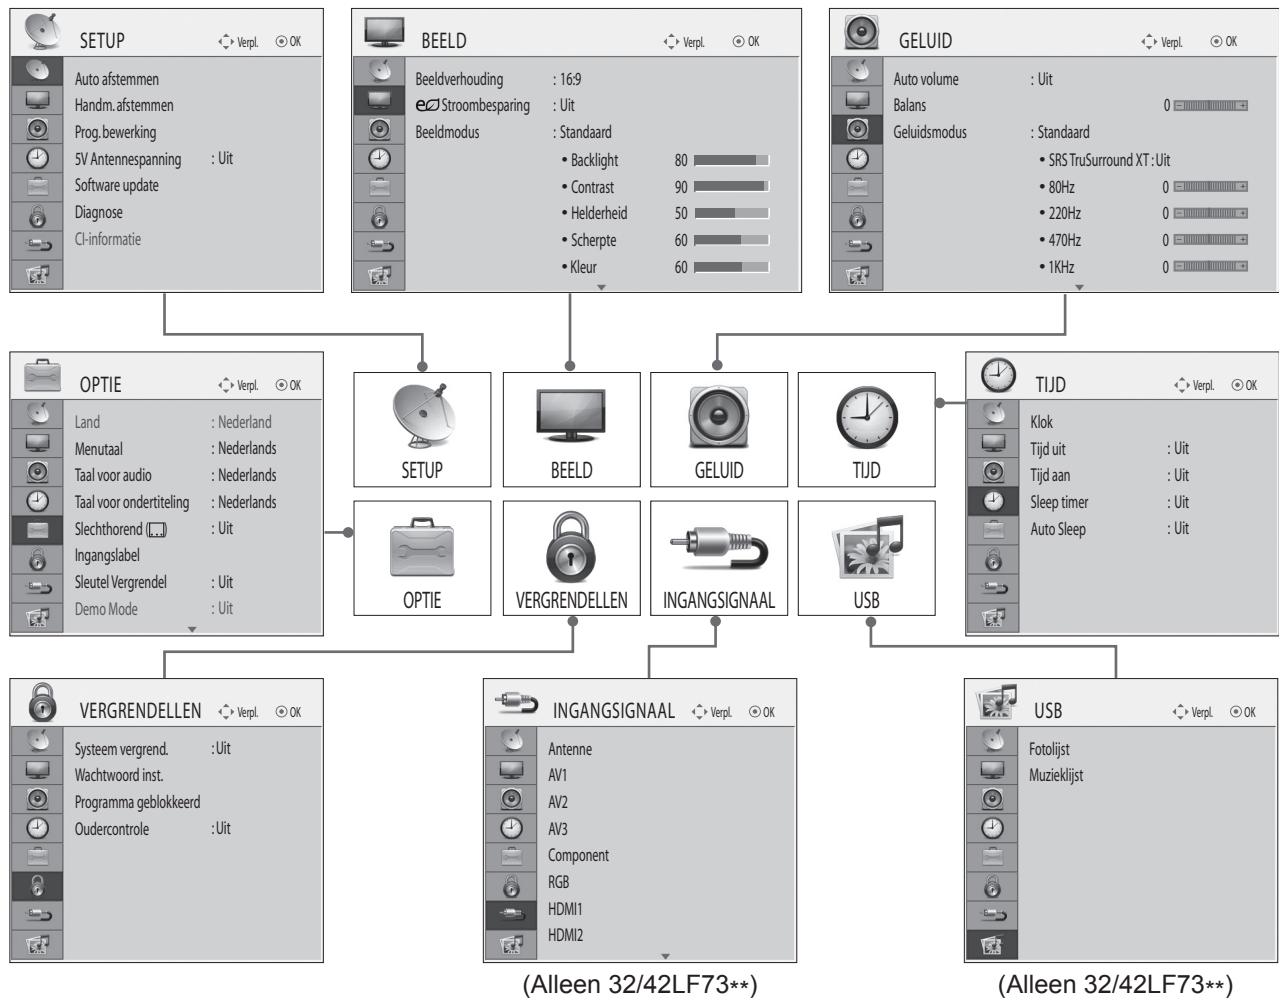 SETUP Verpl. OK
Auto afstemmen
Handm. afstemmen
Prog. bewerking
5V Antennespanning : Uit
Software update
Diagnose
CI-informatie
BEELD Verpl. OK
Beeldverhouding : 16:9
e Stroombesparing : Uit
Beeldmodus : Standaard
• Backlight 80
• Contrast 90
• Helderheid 50
• Scherpte 60
• Kleur 60
GELUID Verpl. OK
Auto volume : Uit
Balans 0 - +
Geluidsmodus : Standaard
• SRS TruSurround XT : Uit
• 80Hz 0 - +
• 220Hz 0 - +
• 470Hz 0 - +
• 1KHz 0 - +
OPTIE Verpl. OK
Land : Nederland
Menutaal : Nederlands
Taal voor audio : Nederlands
Taal voor ondertiteling : Nederlands
Slechthorend ( ) : Uit
Ingangslabel
Sleutel Vergrendel : Uit
Demo Mode : Uit
SETUP
BEELD
GELUID
TIJD
OPTIE
VERGRENDELLEN
INGANGSIGNAAL
USB
TIJD Verpl. OK
Klok
Tijd uit : Uit
Tijd aan : Uit
Sleep timer : Uit
Auto Sleep : Uit
VERGRENDELLEN Verpl. OK
Systeem vergrend. : Uit
Wachtwoord inst.
Programma geblokkeerd
Oudercontrole : Uit
INGANGSIGNAAL Verpl. OK
Antenne
AV1
AV2
AV3
Component
RGB
HDMI1
HDMI2
(Alleen 32/42LF73**)
USB Verpl. OK
Fotolijst
Muzieklijst
(Alleen 32/42LF73**)